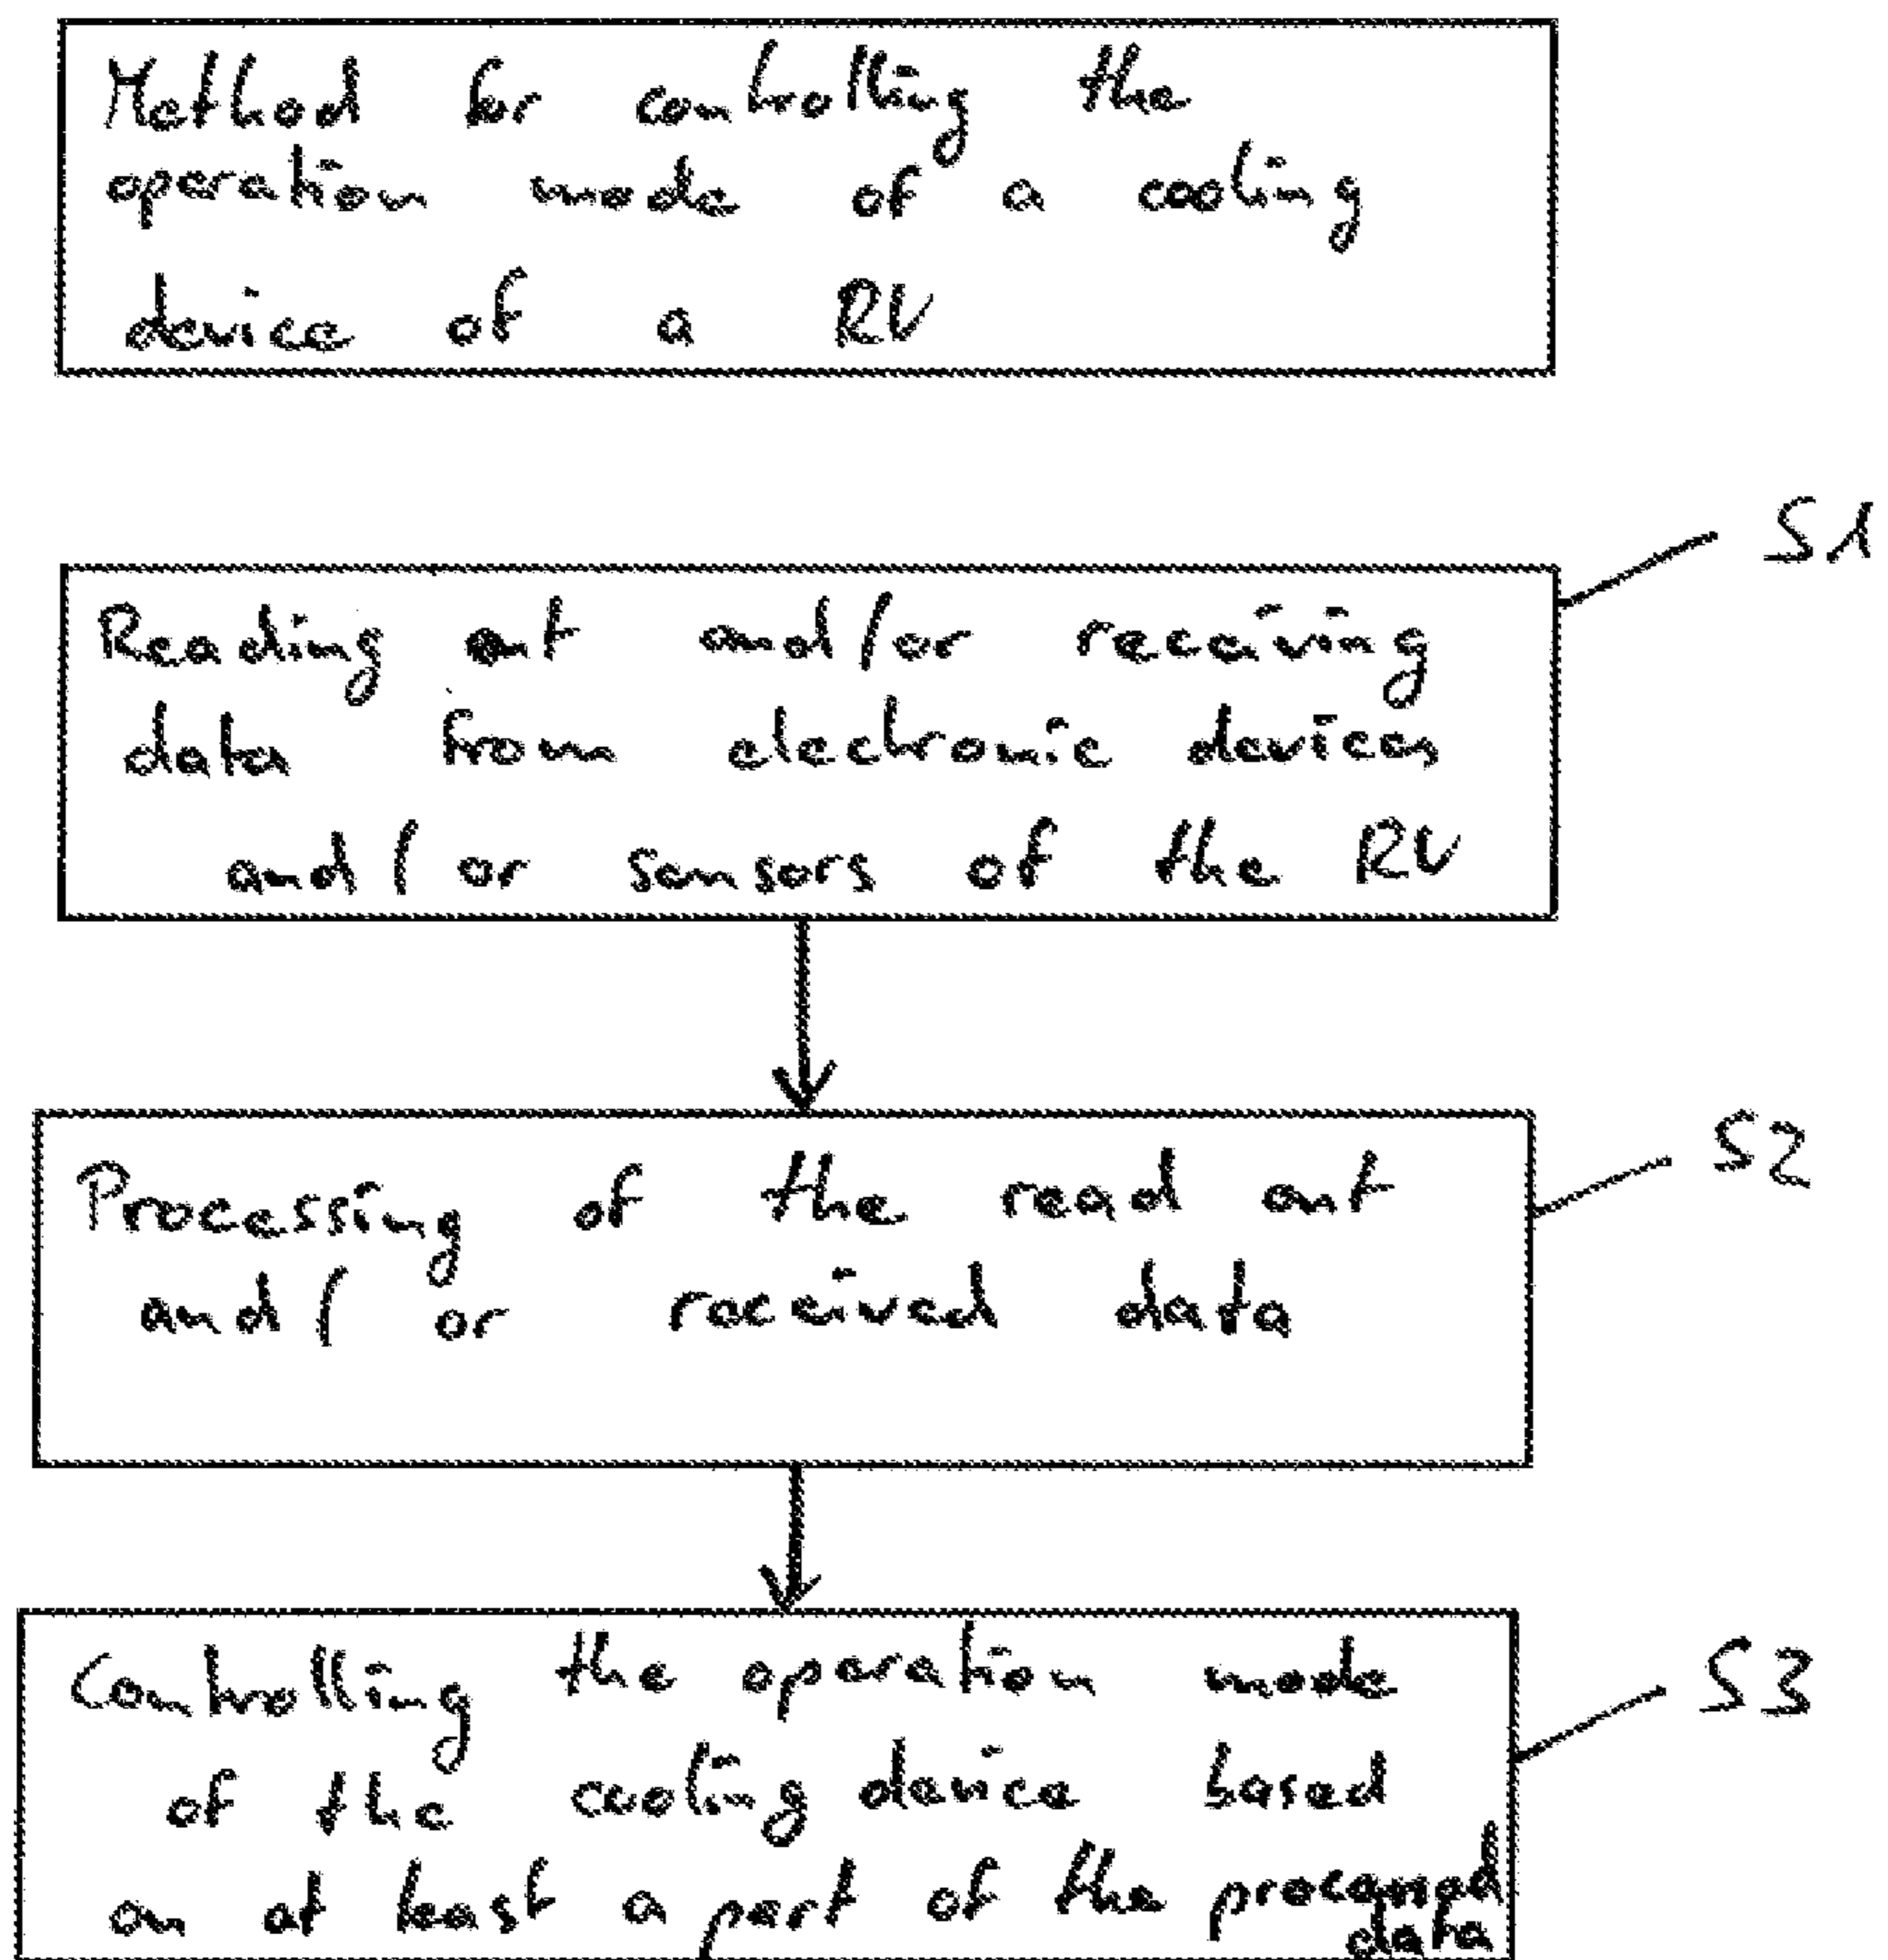 Method for controlling the
operation mode of a cooling
device of a RV
S1
Reading out and/or receiving
data from electronic devices
and/or sensors of the RV
S2
Processing of the read out
and/or received data
S3
Controlling the operation mode
of the cooling device based
on at least a part of the processed
data